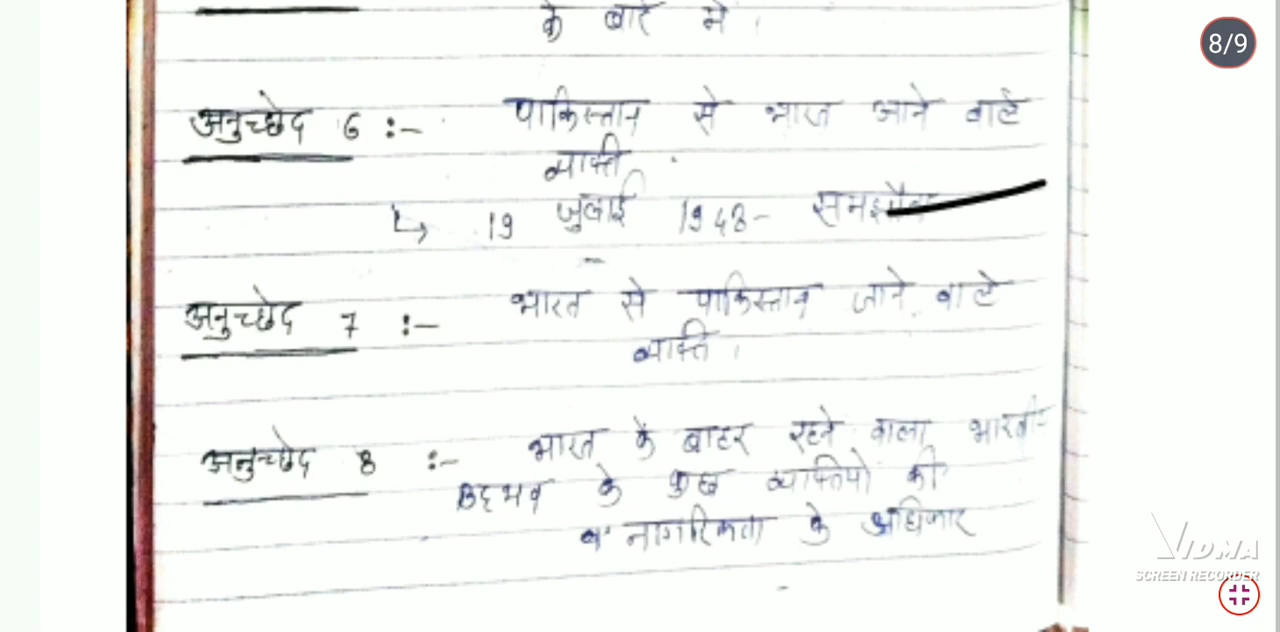 के बारे में ।
8/9
अनुच्छेद 6 :- पाकिस्तान से भारत आने वाले
व्यक्ति
↳ 19 जुलाई 1948- समझौता
अनुच्छेद 7 :- भारत से पाकिस्तान जाने वाले
व्यक्ति ।
अनुच्छेद 8 :- भारत के बाहर रहने वाला भारती-
उद्भव के कुछ व्यक्तियो की
व नागरिकता के अधिकार
VIDMA
SCREEN RECORDER